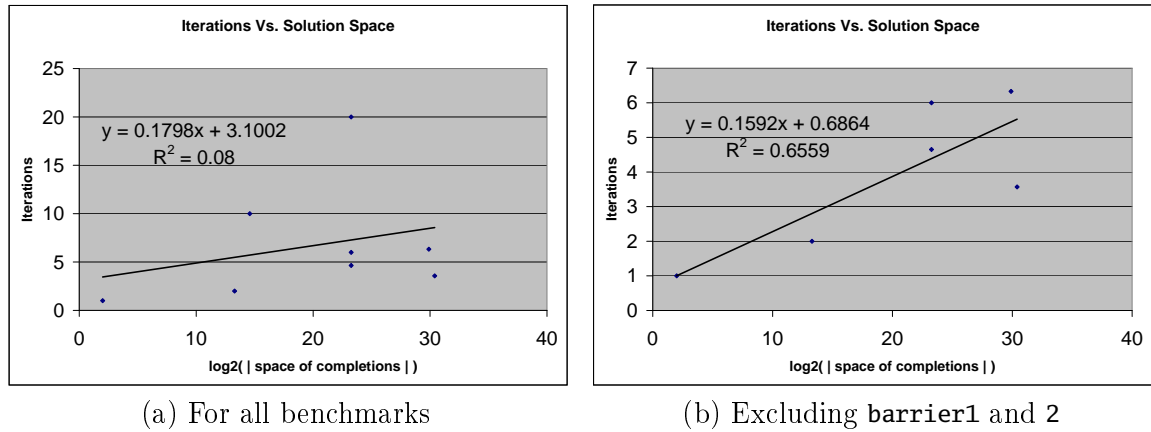 Iterations Vs. Solution Space
25
20
15
10
5
0
y = 0.1798x + 3.1002
R² = 0.08
Iterations
0 10 20 30 40
log2( | space of completions | )
(a) For all benchmarks
Iterations Vs. Solution Space
7
6
5
4
3
2
1
0
y = 0.1592x + 0.6864
R² = 0.6559
Iterations
0 10 20 30 40
log2( | space of completions | )
(b) Excluding barrier1 and 2